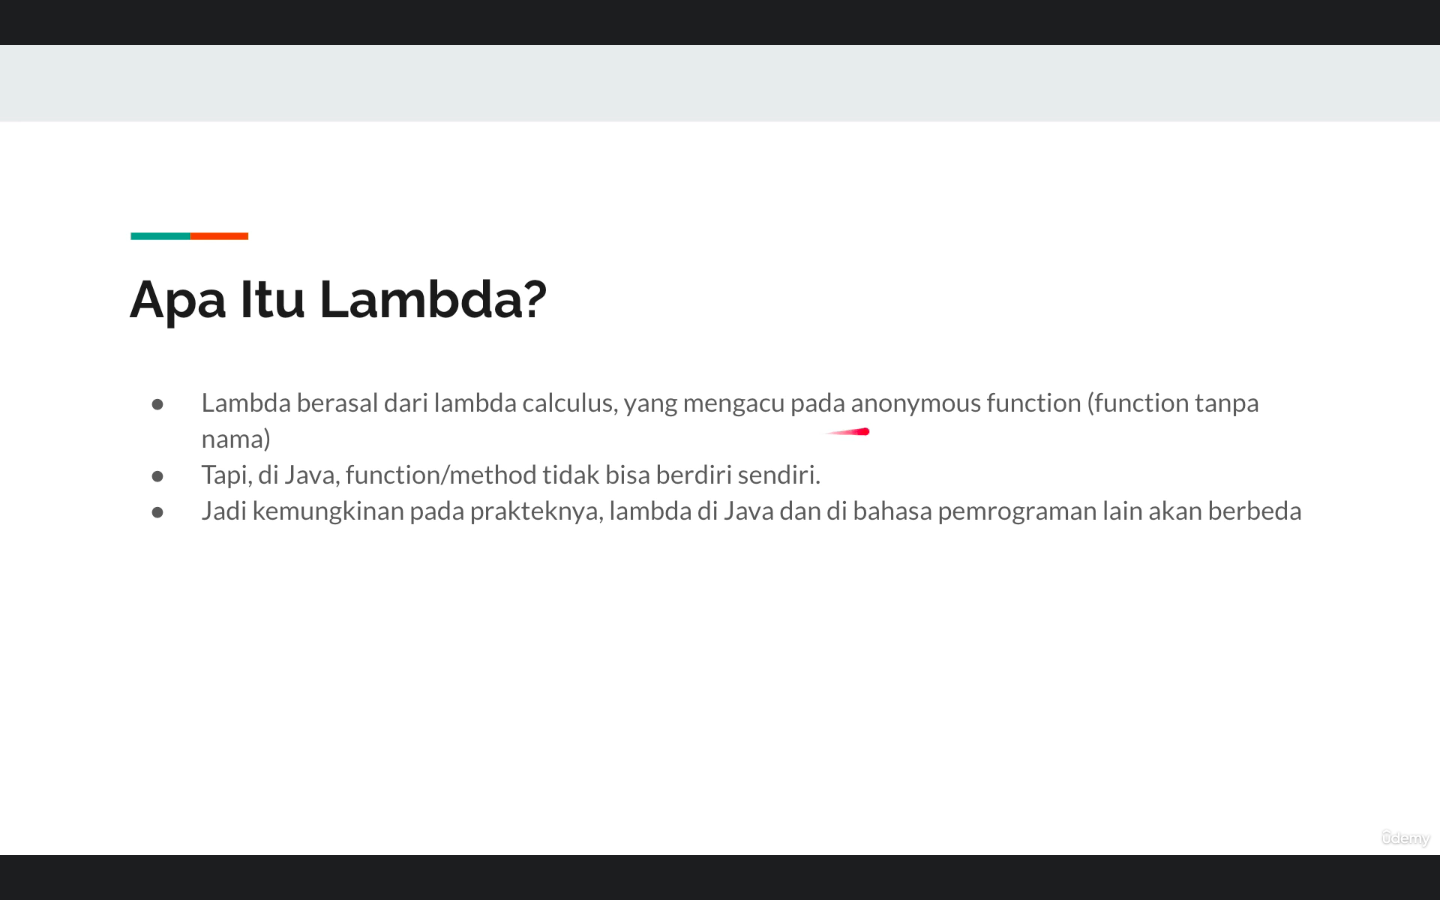 Apa Itu Lambda?
● Lambda berasal dari lambda calculus, yang mengacu pada anonymous function (function tanpa
nama)
● Tapi, di Java, function/method tidak bisa berdiri sendiri.
● Jadi kemungkinan pada prakteknya, lambda di Java dan di bahasa pemrograman lain akan berbeda
ûdemy